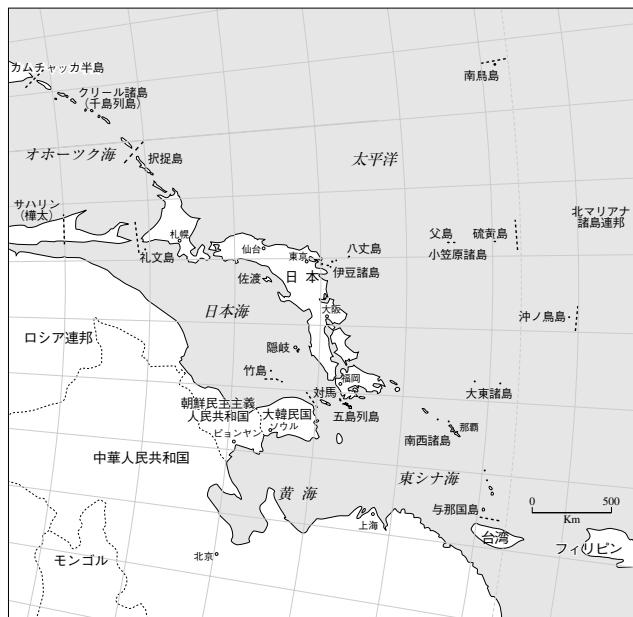 カムチャッカ半島
南鳥島
クリール諸島
（千島列島）
オホーツク海
択捉島
太平洋
サハリン
（樺太）
札幌
仙台
東京
八丈島
父島
硫黄島
北マリアナ
諸島連邦
礼文島
小笠原諸島
佐渡
日本
伊豆諸島
日本海
大阪
沖ノ鳥島
ロシア連邦
隠岐
竹島
福岡
朝鮮民主主義
人民共和国
大韓民国
対馬
大東諸島
ソウル
五島列島
ピョンヤン
那覇
南西諸島
中華人民共和国
東シナ海
黄海
与那国島
0
500
Km
上海
台湾
フィリピン
北京
モンゴル